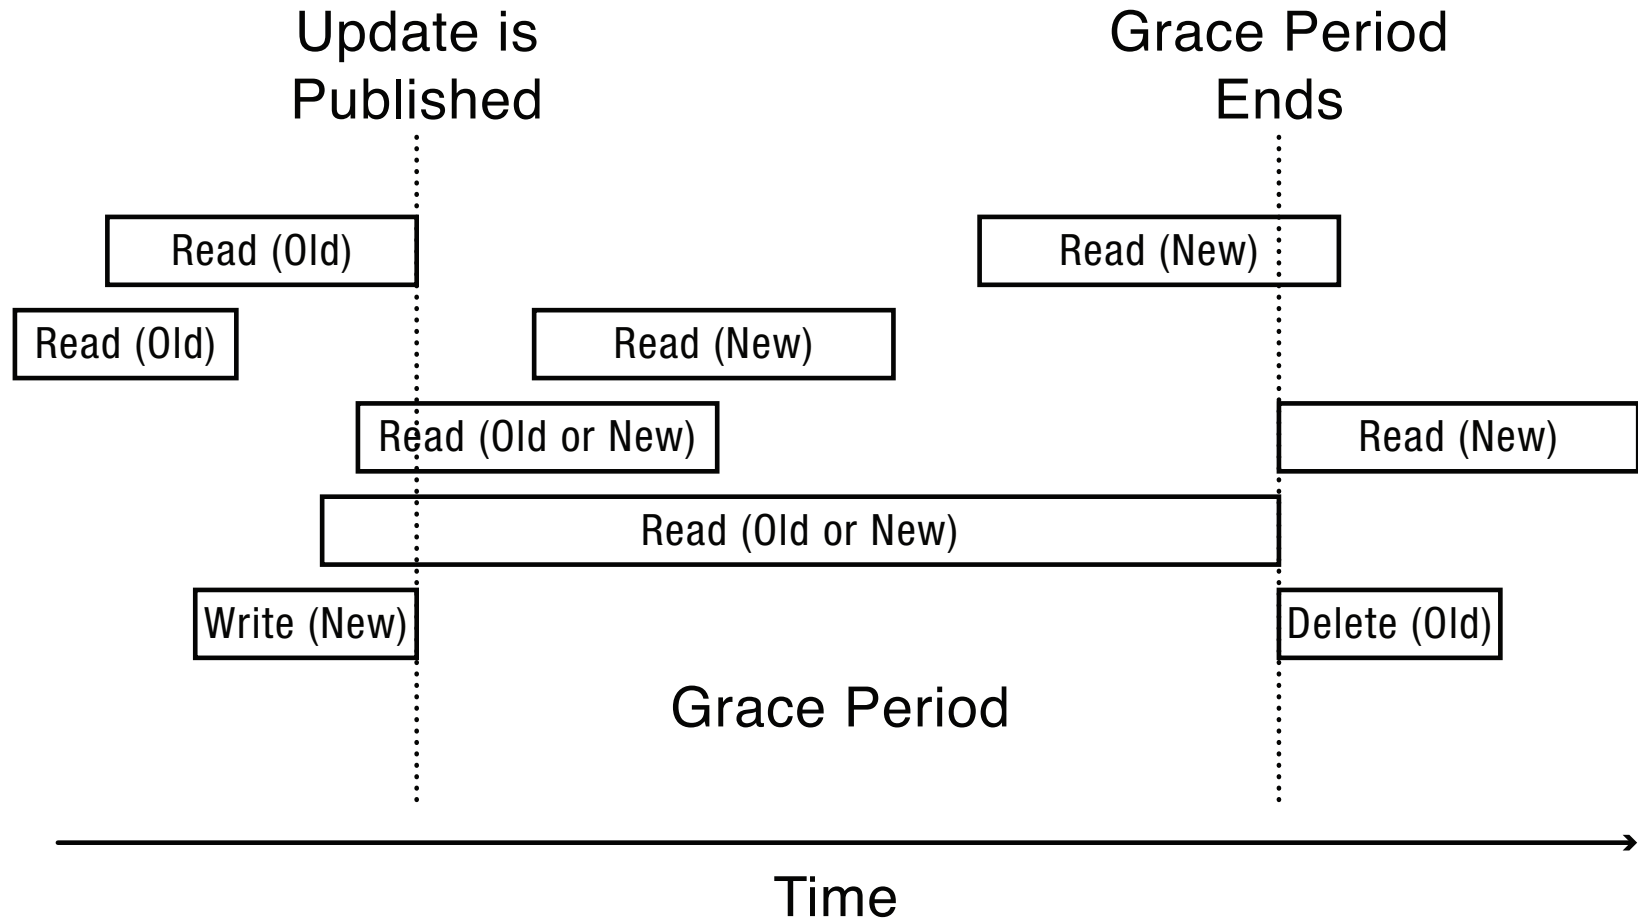 Update is
Published
Grace Period
Ends
Read (Old)
Read (New)
Read (Old)
Read (New)
Read (Old or New)
Read (New)
Read (Old or New)
Write (New)
Delete (Old)
Grace Period
Time